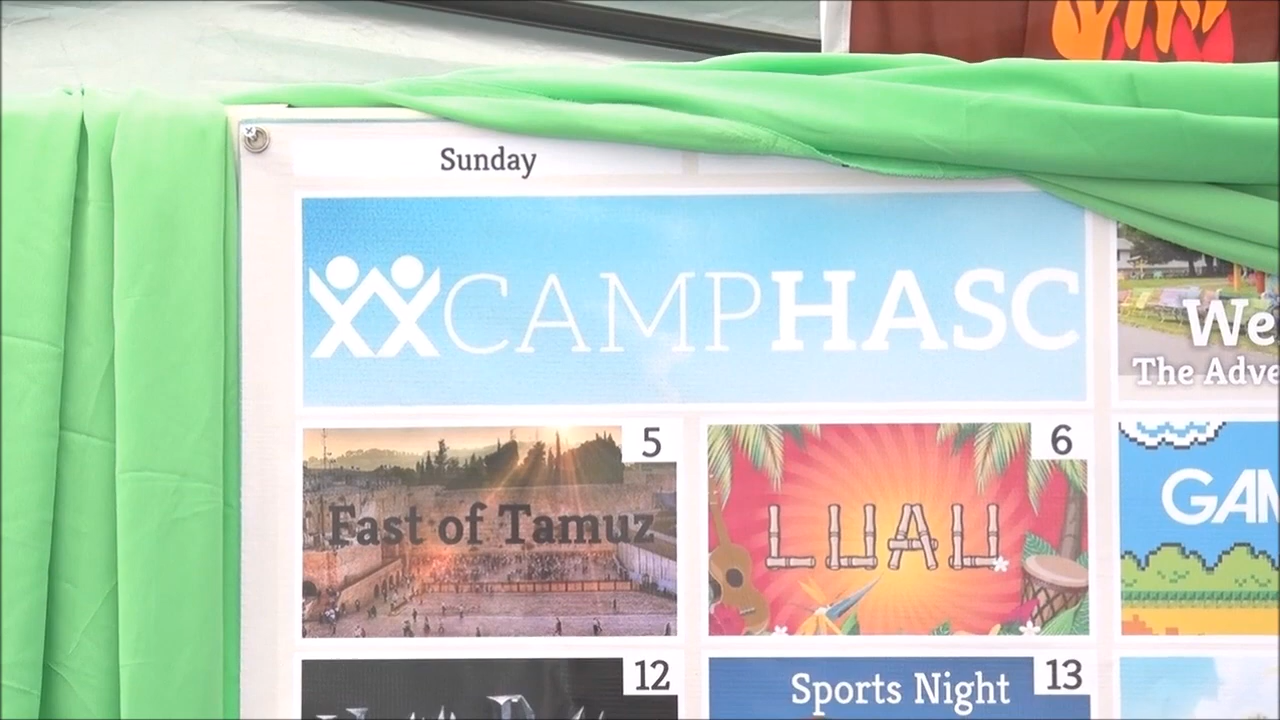 Sunday
CAMPHASC
We
The Adve
5
6
Fast of Tamuz
LUAU
GAM
12
13
Sports Night